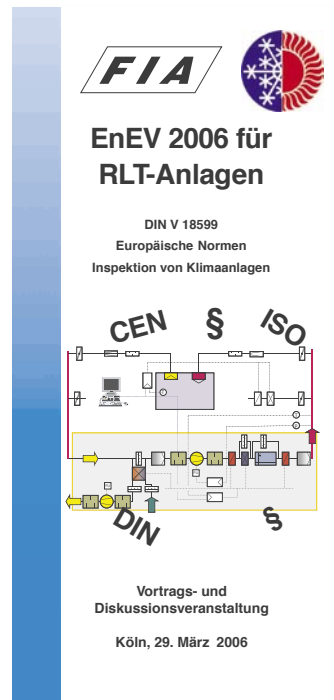 FIA
EnEV 2006 für
RLT-Anlagen
DIN V 18599
Europäische Normen
Inspektion von Klimaanlagen
CEN § ISO
DIN §
Vortrags- und
Diskussionsveranstaltung
Köln, 29. März 2006